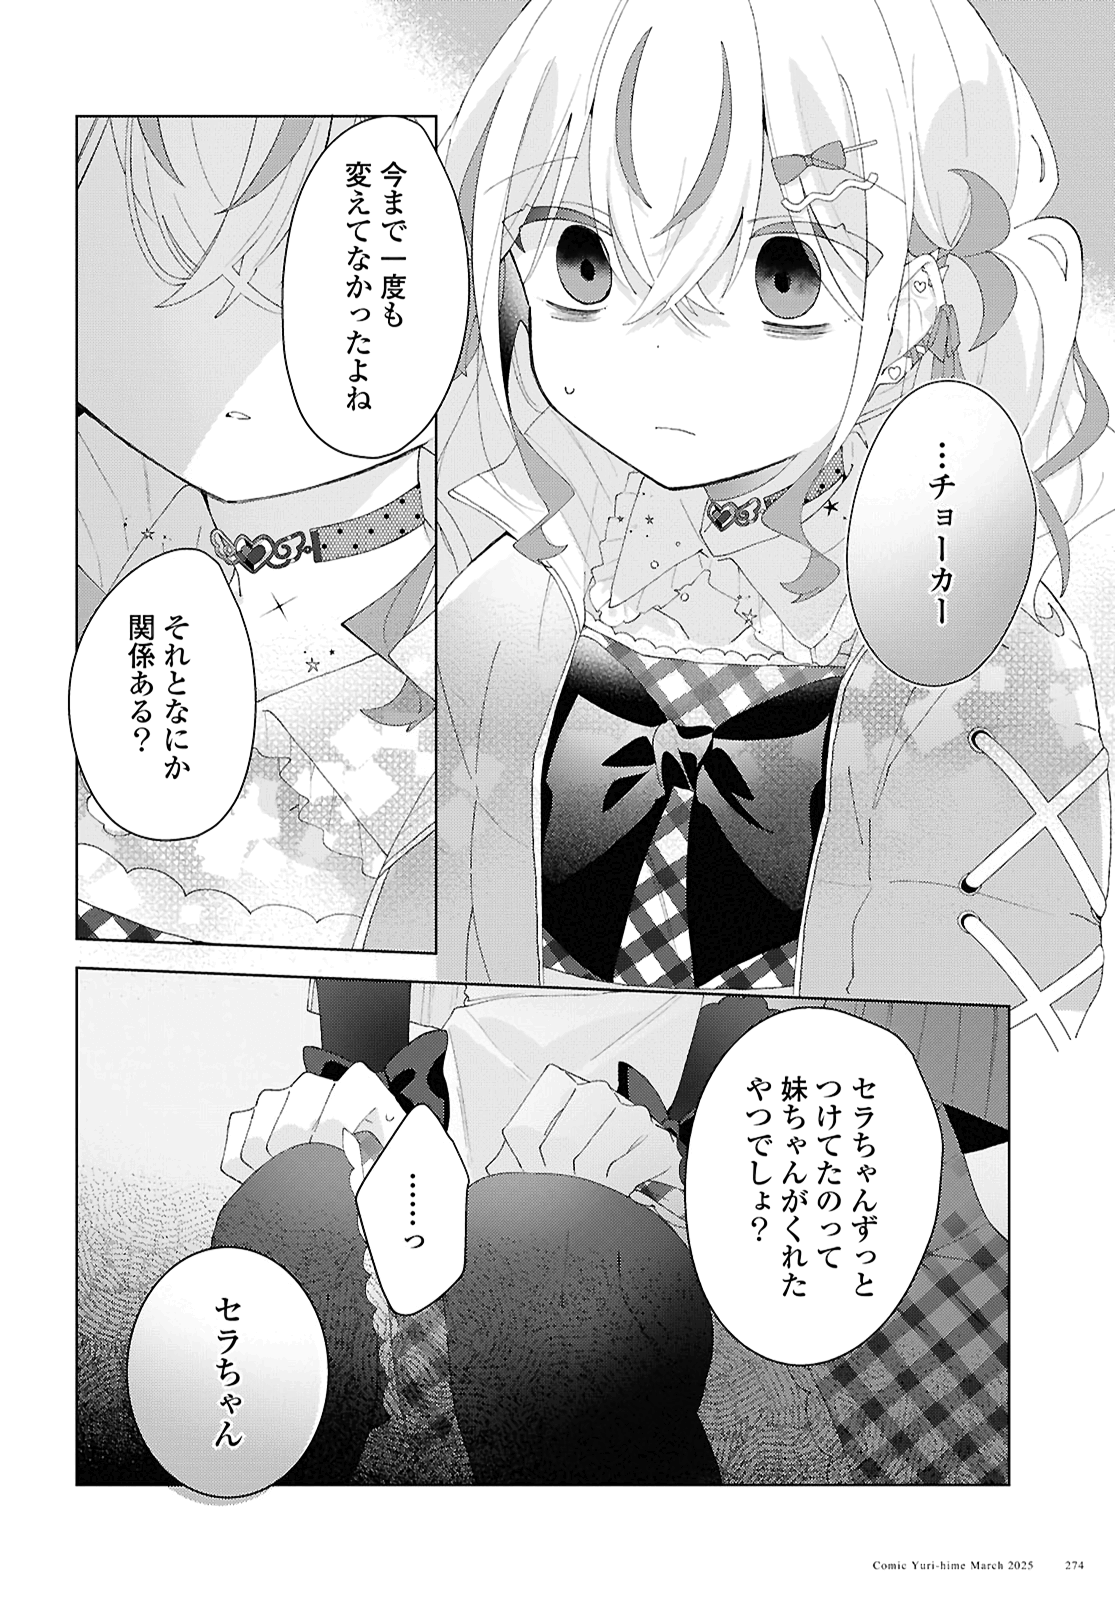 …チョーカー
今まで一度も
変えてなかったよね
それとなにか
関係ある？
セラちゃんずっと
つけてたのって
妹ちゃんがくれた
やつでしょ？
……っ
セラちゃん
Comic Yuri-hime March 2025 274